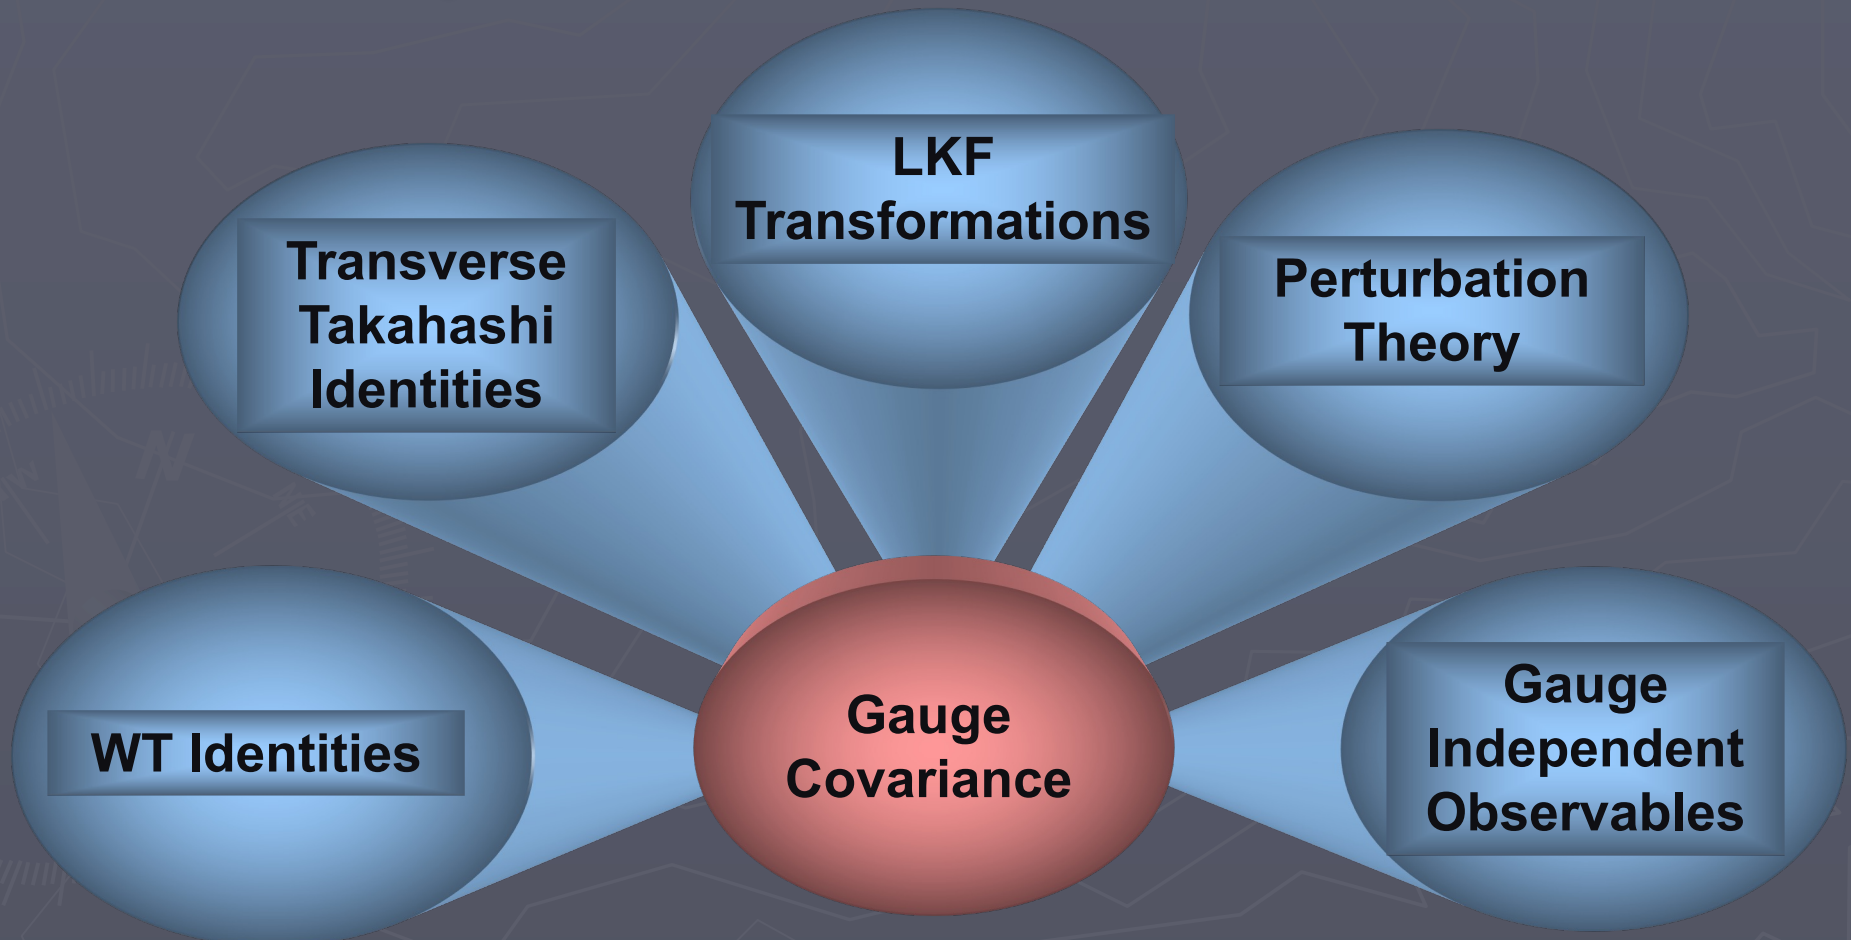 LKF
Transformations
Transverse
Takahashi
Identities
Perturbation
Theory
WT Identities
Gauge
Covariance
Gauge
Independent
Observables